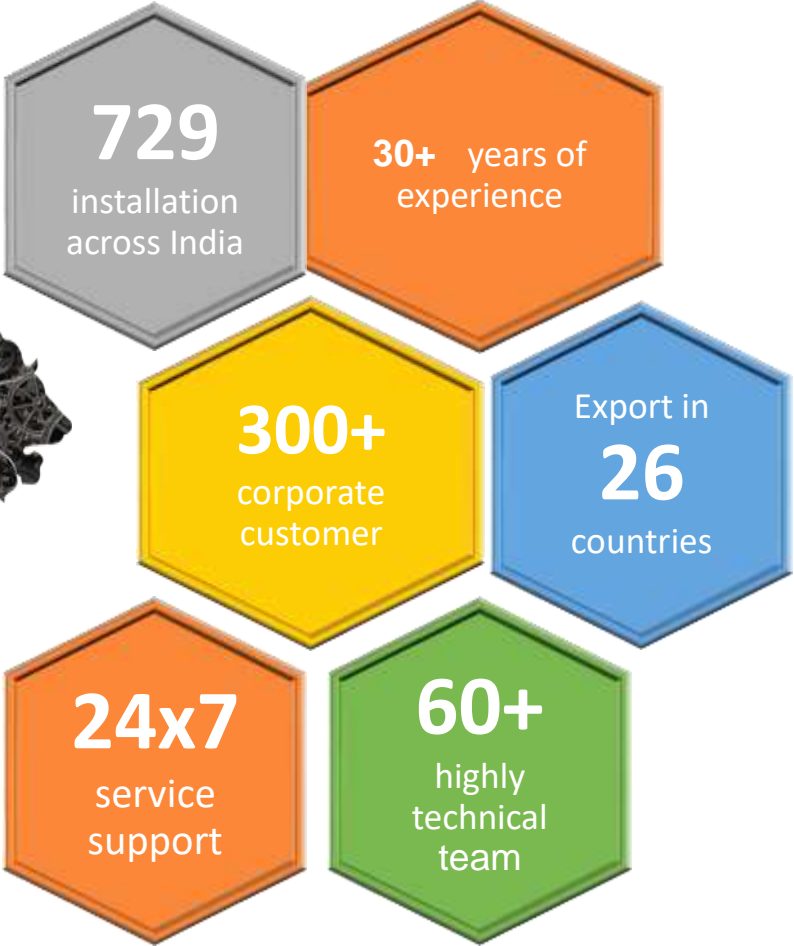 729
installation
across India
30+ years of
experience
300+
corporate
customer
Export in
26
countries
24x7
service
support
60+
highly
technical
team